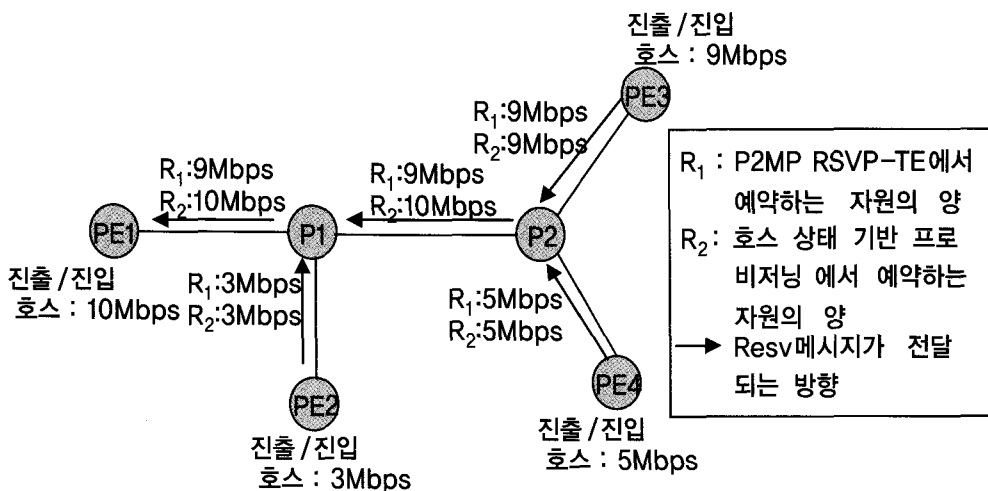 진출/진입
호스 : 9Mbps
PE3
R₁:9Mbps
R₂:9Mbps
R₁:9Mbps
R₂:10Mbps
R₁:9Mbps
R₂:10Mbps
PE1
P1
P2
진출/진입
호스 : 10Mbps
R₁:3Mbps
R₂:3Mbps
R₁:5Mbps
R₂:5Mbps
PE2
PE4
진출/진입
호스 : 3Mbps
진출/진입
호스 : 5Mbps
R₁ : P2MP RSVP-TE에서
예약하는 자원의 양
R₂: 호스 상태 기반 프로
비저닝 에서 예약하는
자원의 양
Resv메시지가 전달
되는 방향